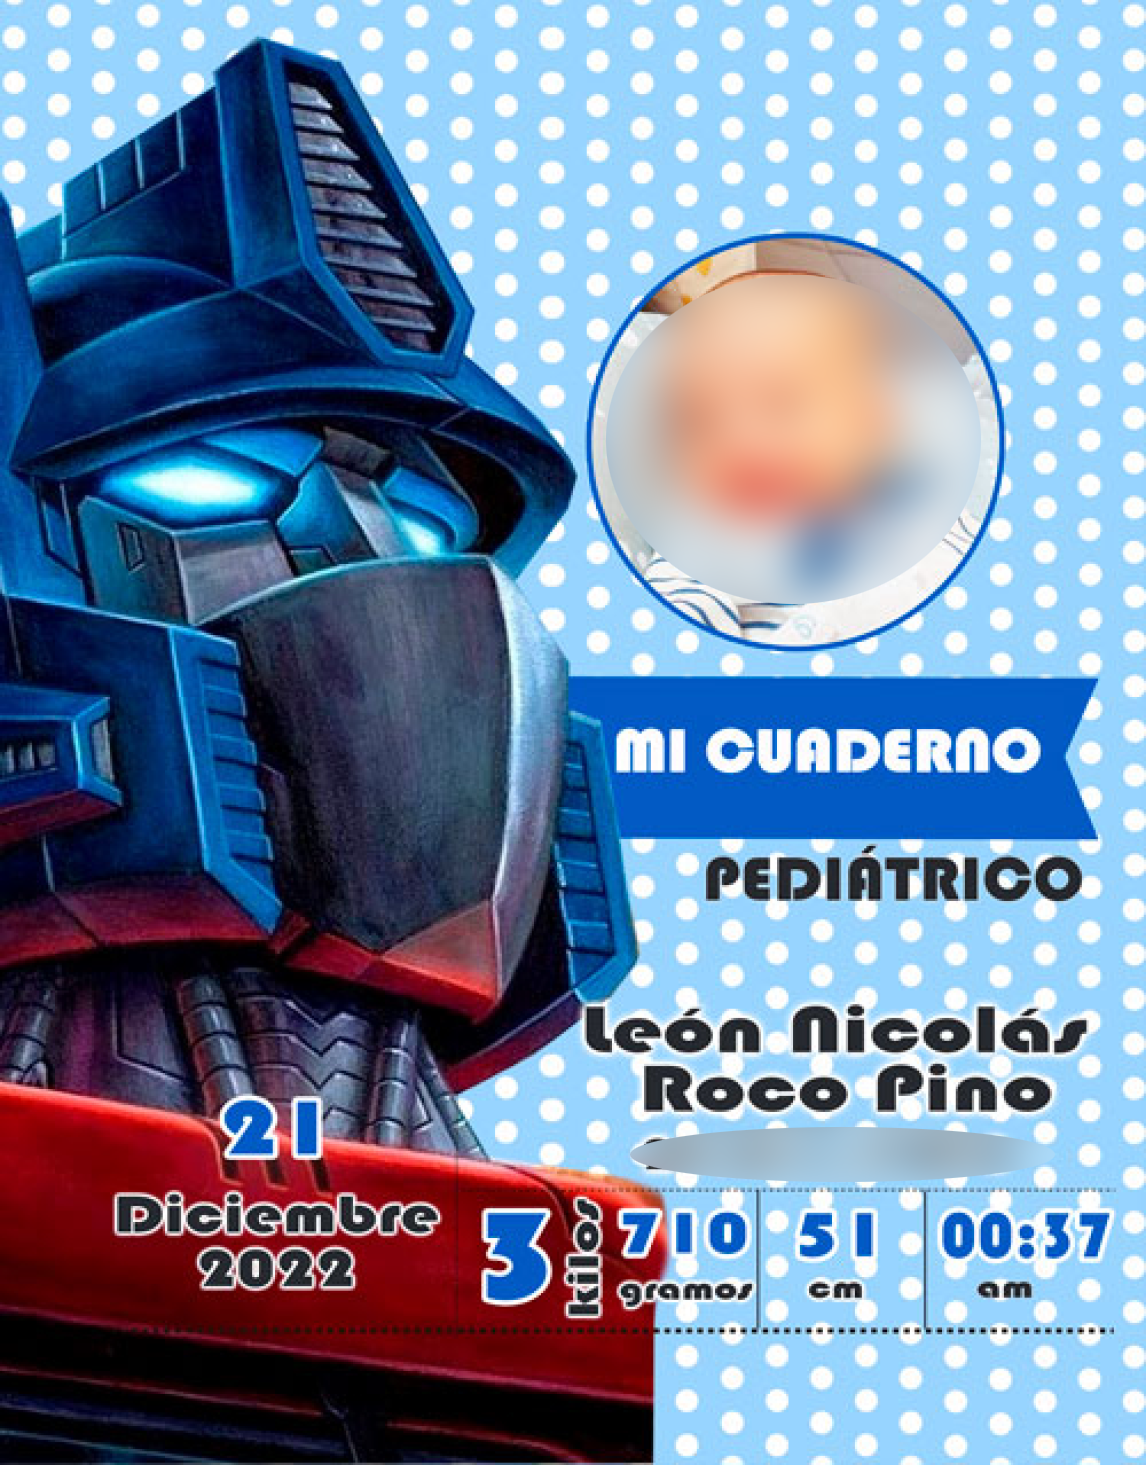 MI CUADERNO
PEDIÁTRICO
León Nicolás
Roco Pino
21
Diciembre
2022
3 kilos 710 gramos
51 cm
00:37 am